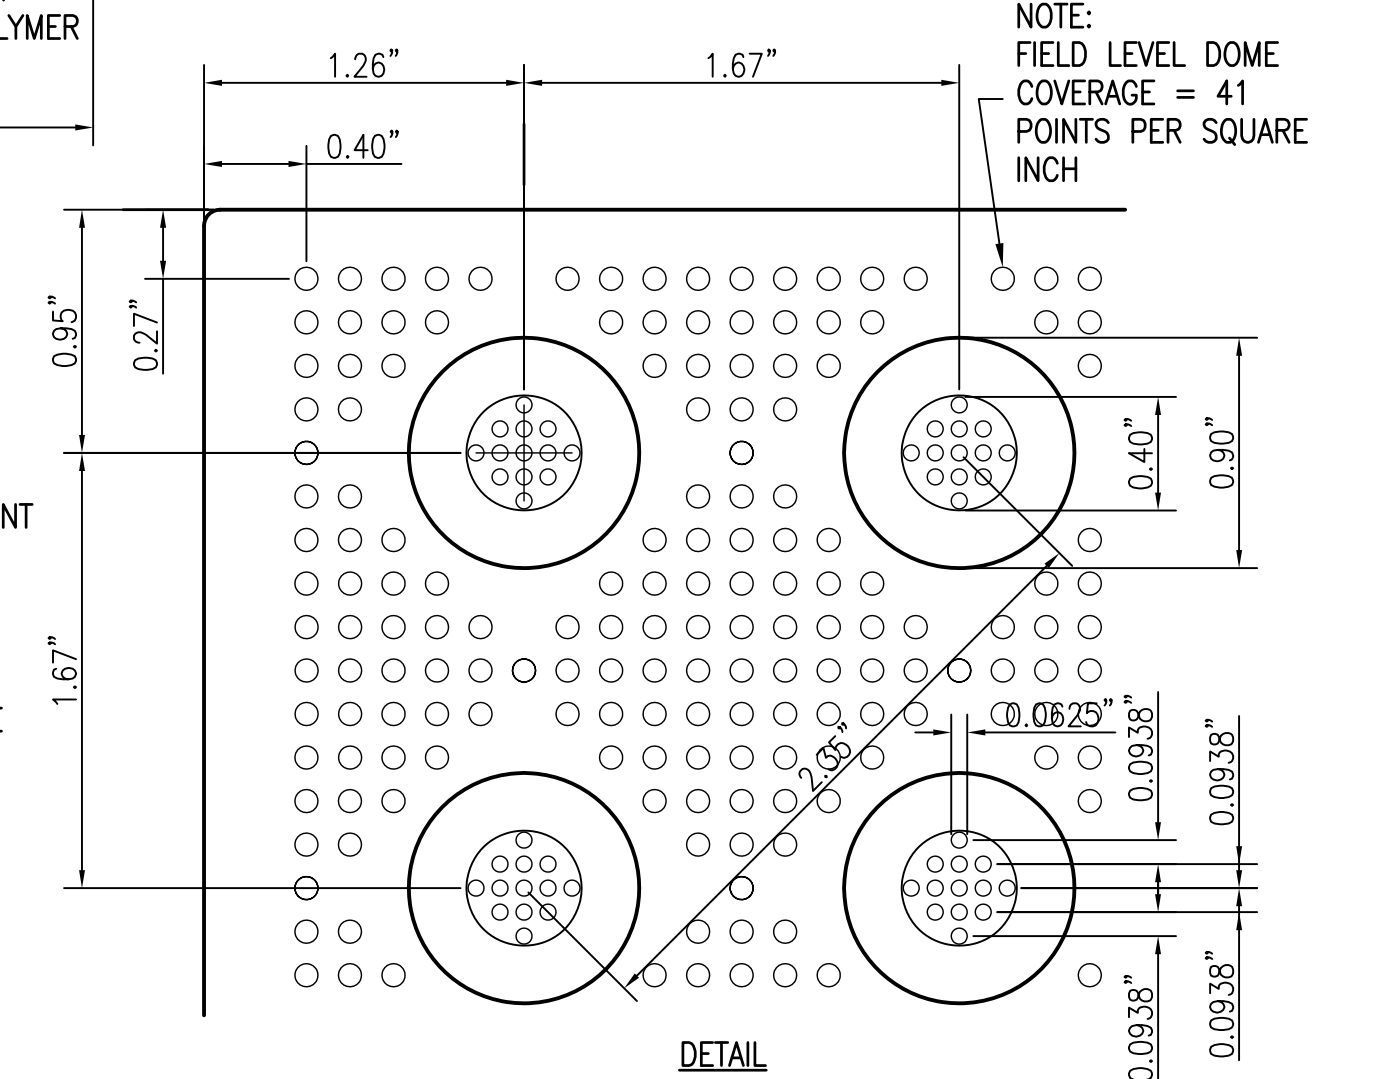 LYMER
NOTE:
FIELD LEVEL DOME
COVERAGE = 41
POINTS PER SQUARE
INCH
1.26"
1.67"
0.40"
0.95"
0.27"
0.40"
0.90"
NT
1.67"
2.35"
0.0625"
0.0938"
0.0938"
0.0938"
0.0938"
DETAIL